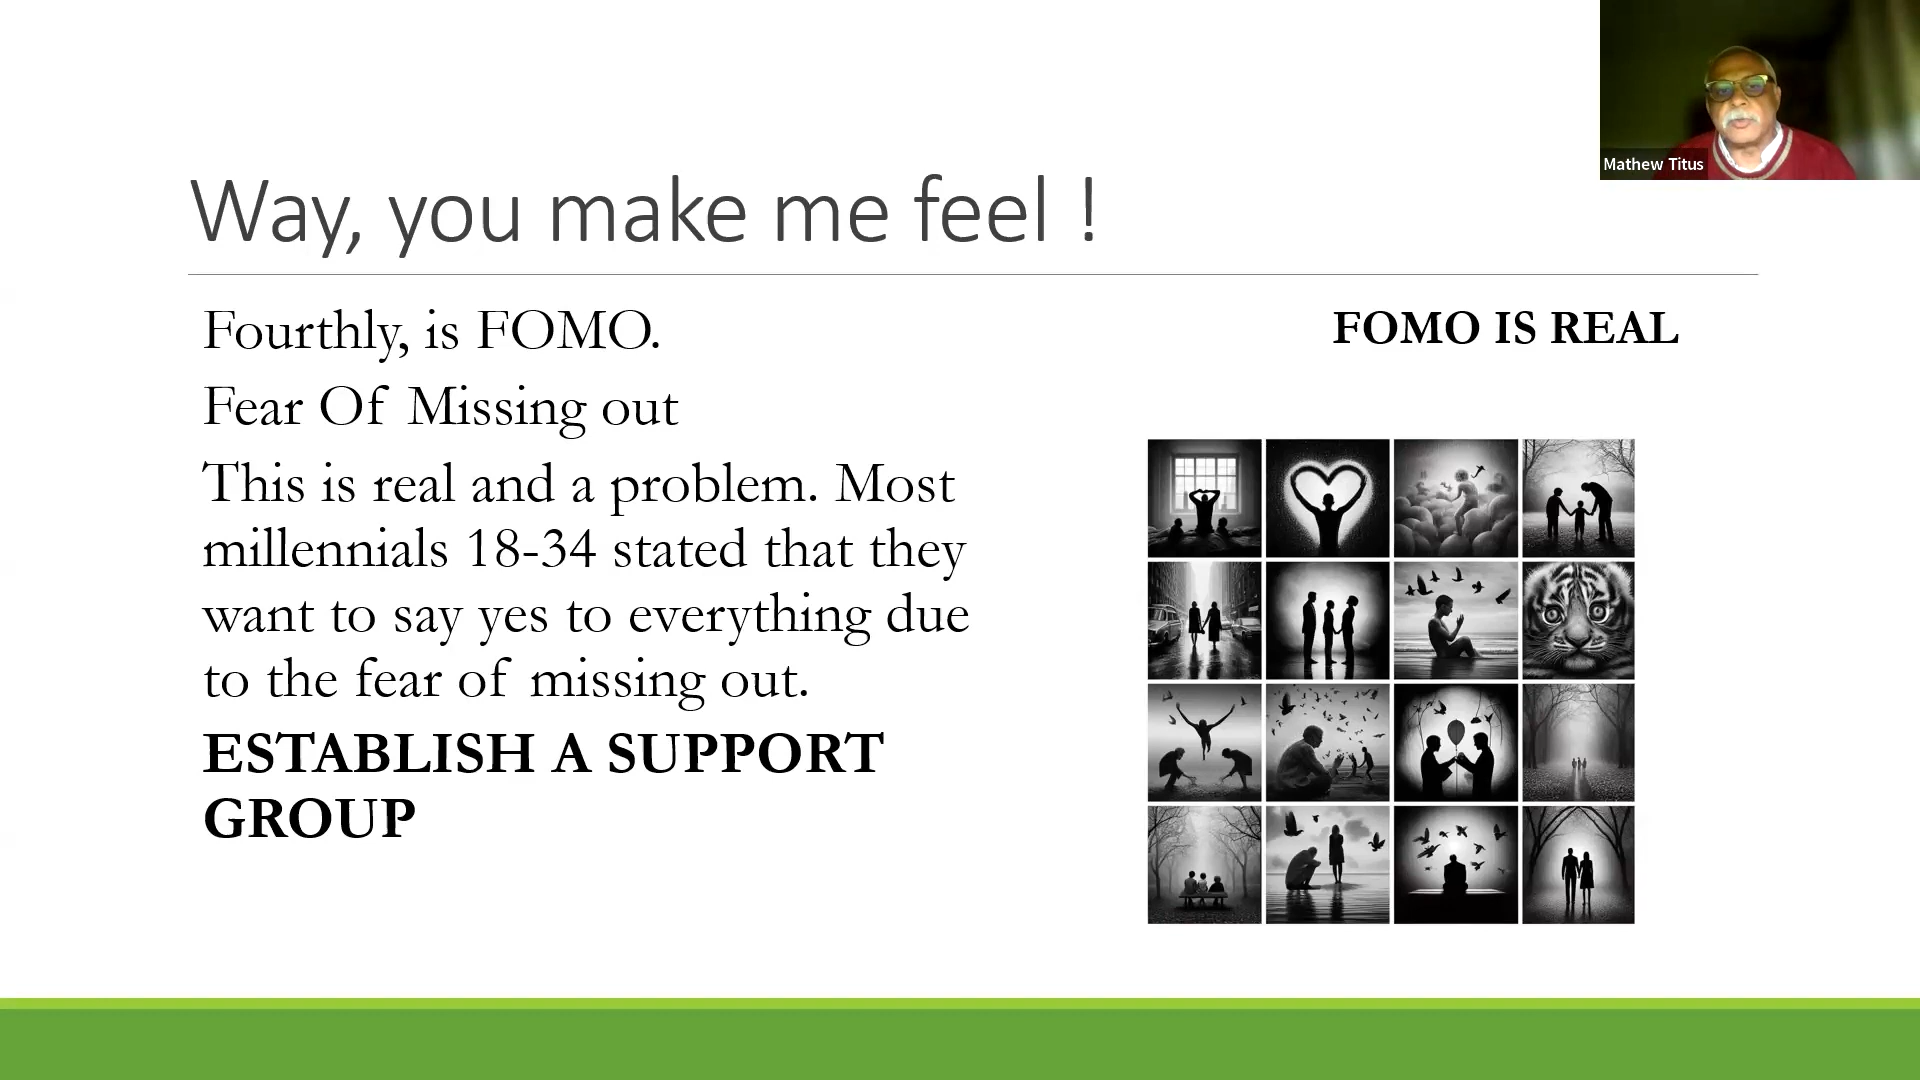 Mathew Titus
Way, you make me feel !
Fourthly, is FOMO.
Fear Of Missing out
This is real and a problem. Most
millennials 18-34 stated that they
want to say yes to everything due
to the fear of missing out.
ESTABLISH A SUPPORT
GROUP
FOMO IS REAL